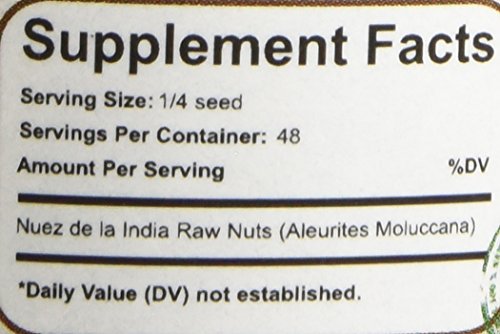 Supplement Facts
Serving Size: 1/4 seed
Servings Per Container: 48
Amount Per Serving %DV
Nuez de la India Raw Nuts (Aleurites Moluccana)
*Daily Value (DV) not established.